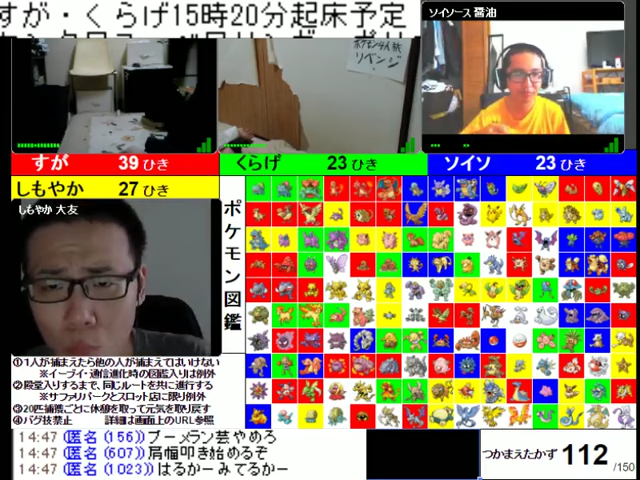 すが・くらげ15時20分起床予定
ポケモン4人旅
リベンジ
ソイソース 醤油
すが 39 ひき
くらげ 23 ひき
ソイソ 23 ひき
しもやか 27 ひき
しもやか 大友
ポケモン図鑑
①1人が捕まえたら他の人が捕まえてはいけない
※イーブイ・通信進化時の図鑑入りは例外
②殿堂入りするまで、同じルートを共に進行する
※サファリパークとスロット店に限り例外
③20匹捕獲ごとに休憩を取って元気を取り戻す
④バグ技禁止 詳細は画面上のURL参照
14:47 (匿名 (156)) ブーメラン芸やめろ
14:47 (匿名 (607)) 肩幅叩き始めるぞ
14:47 (匿名 (1023)) はるかーみてるかー
つかまえたかず 112 /150